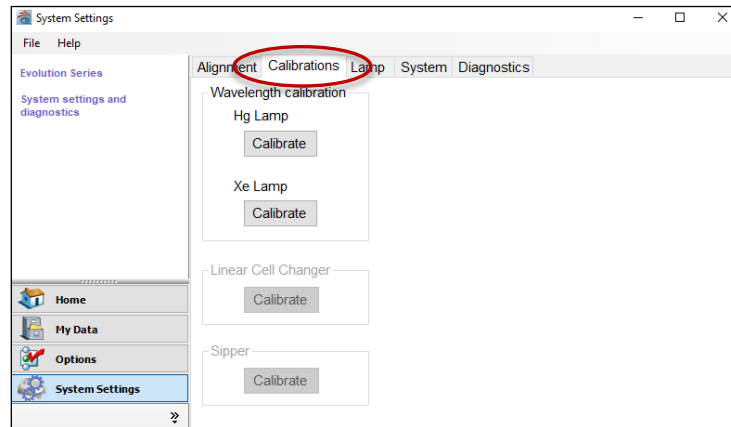 System Settings
File Help
Evolution Series
System settings and
diagnostics
Home
My Data
Options
System Settings
Alignment Calibrations Lamp System Diagnostics
Wavelength calibration
Hg Lamp
Calibrate
Xe Lamp
Calibrate
Linear Cell Changer
Calibrate
Sipper
Calibrate